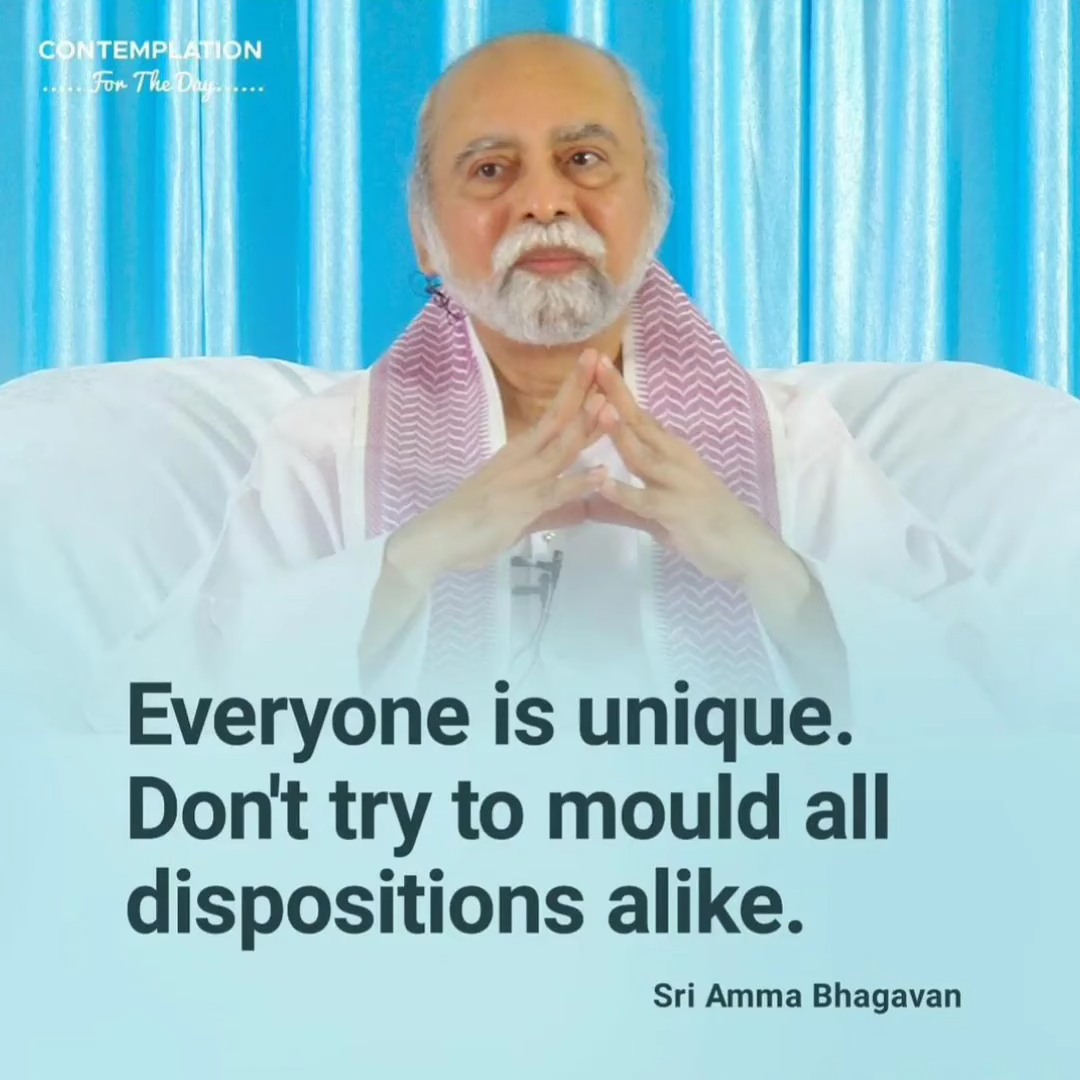 CONTEMPLATION
.....For The Day......
Everyone is unique.
Don't try to mould all
dispositions alike.
Sri Amma Bhagavan